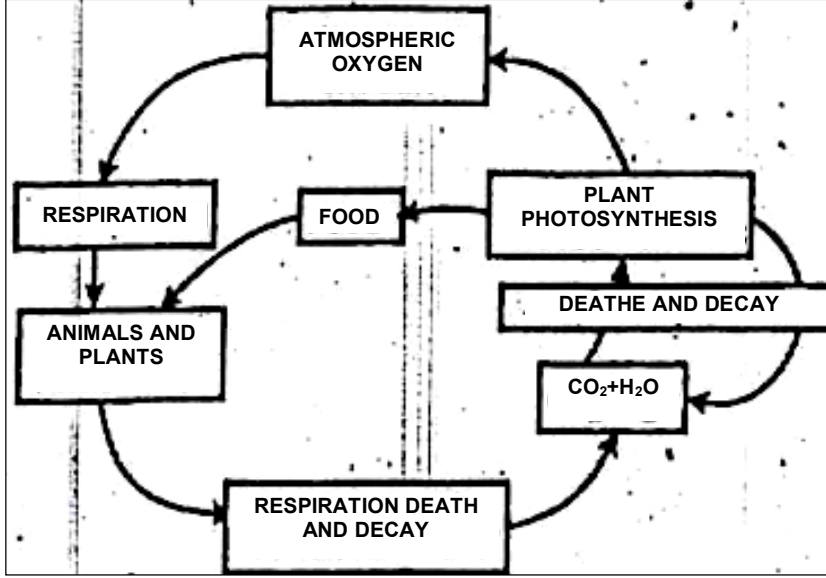 ATMOSPHERIC
OXYGEN
RESPIRATION
FOOD
PLANT
PHOTOSYNTHESIS
DEATHE AND DECAY
ANIMALS AND
PLANTS
CO₂+H₂O
RESPIRATION DEATH
AND DECAY